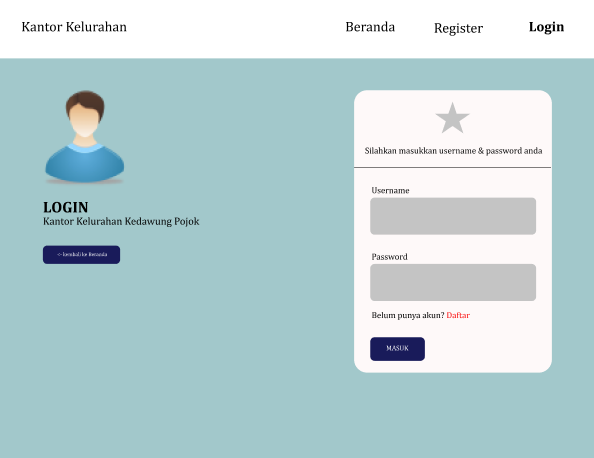 Kantor Kelurahan
Beranda
Register
Login
LOGIN
Kantor Kelurahan Kedawung Pojok
<- kembali ke Beranda
Silahkan masukkan username & password anda
Username
Password
Belum punya akun? Daftar
MASUK